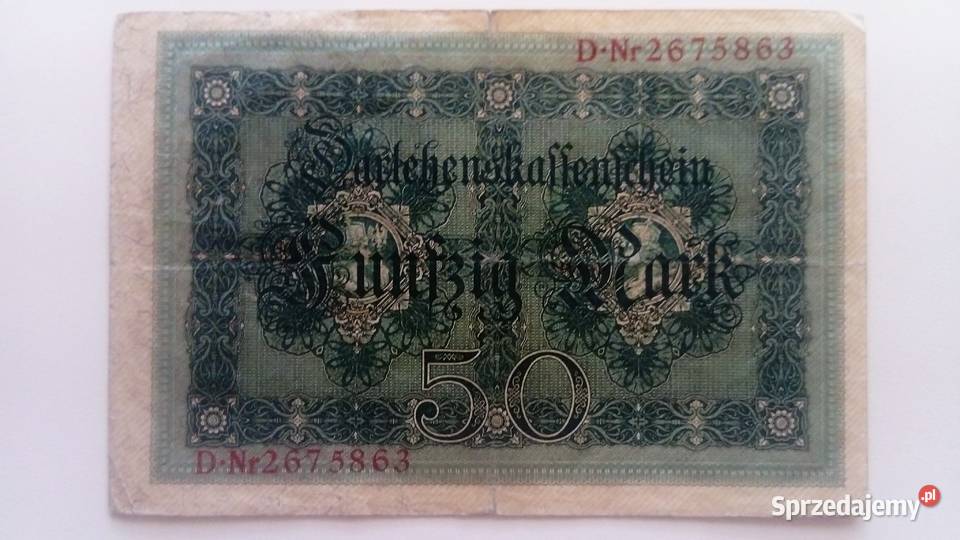 D·Nr2675863
Darlehenskassenschein
Fünfzig Mark
50
D·Nr2675863
Sprzedajemy.pl